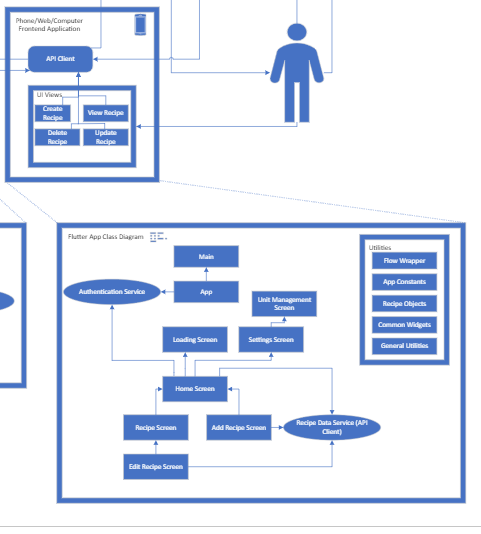 Phone/Web/Computer
Frontend Application
API Client
UI Views
Create
Recipe
View Recipe
Delete
Recipe
Update
Recipe
Flutter App Class Diagram
Utilities
Main
Flow Wrapper
App
Authentication Service
App Constants
Unit Management
Screen
Recipe Objects
Common Widgets
Loading Screen
Settings Screen
General Utilities
Home Screen
Recipe Screen
Add Recipe Screen
Recipe Data Service (API
Client)
Edit Recipe Screen